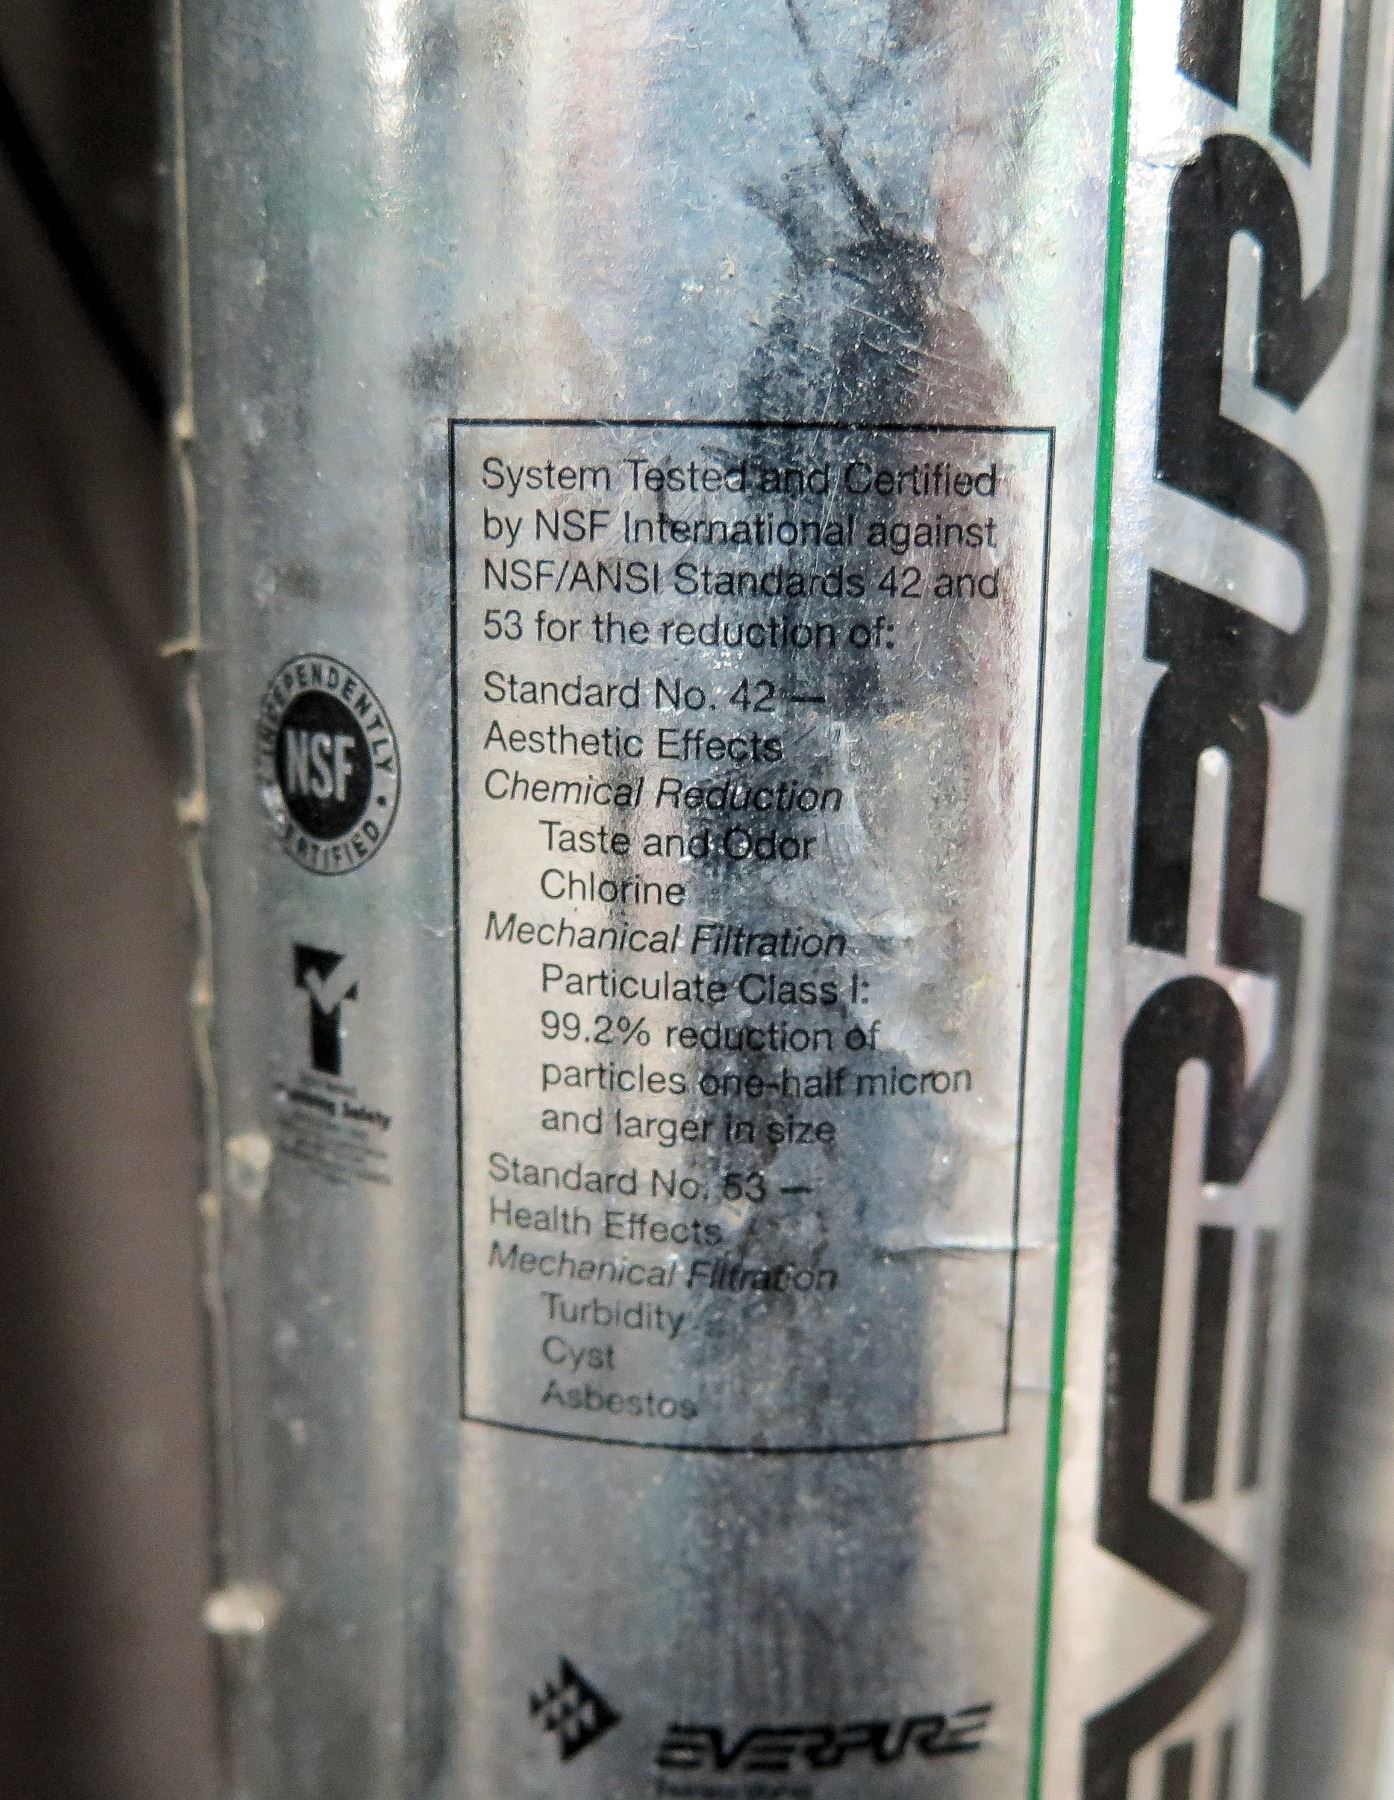 System Tested and Certified
by NSF International against
NSF/ANSI Standards 42 and
53 for the reduction of:
Standard No. 42 —
Aesthetic Effects
Chemical Reduction
Taste and Odor
Chlorine
Mechanical Filtration
Particulate Class I:
99.2% reduction of
particles one-half micron
and larger in size
Standard No. 53 —
Health Effects
Mechanical Filtration
Turbidity
Cyst
Asbestos
INDEPENDENTLY
NSF
CERTIFIED
Safety
EVERPURE